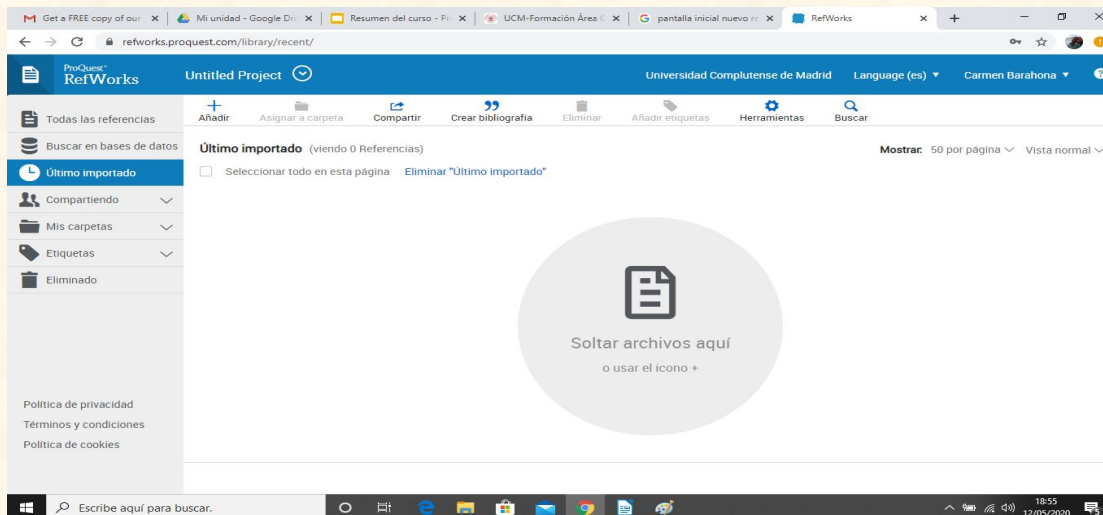 Get a FREE copy of our
Mi unidad - Google Dri
Resumen del curso - Pr
UCM-Formación Área C
pantalla inicial nuevo r
RefWorks
refworks.proquest.com/library/recent/
ProQuest
RefWorks
Untitled Project
Universidad Complutense de Madrid
Language (es)
Carmen Barahona
Añadir
Asignar a carpeta
Compartir
Crear bibliografía
Eliminar
Añadir etiquetas
Herramientas
Buscar
Todas las referencias
Buscar en bases de datos
Último importado
Compartiendo
Mis carpetas
Etiquetas
Eliminado
Último importado (viendo 0 Referencias)
Mostrar: 50 por página Vista normal
Seleccionar todo en esta página Eliminar "Último importado"
Soltar archivos aquí
o usar el icono +
Política de privacidad
Términos y condiciones
Política de cookies
Escribe aquí para buscar.
18:55
12/05/2020